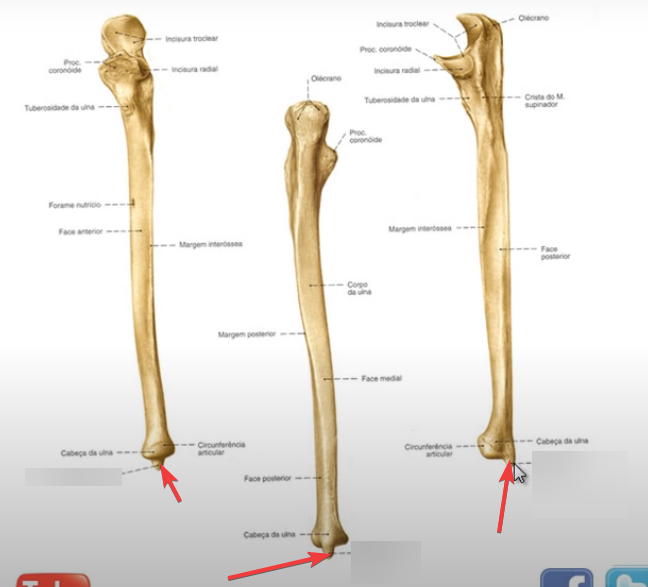 Incisura troclear
Proc.
coronóide
Incisura radial
Tuberosidade da ulna
Forame nutrício
Face anterior
Margem interóssea
Cabeça da ulna
Circunferência
articular
Olécrano
Proc.
coronóide
Corpo
da ulna
Margem posterior
Face medial
Face posterior
Cabeça da ulna
Incisura troclear
Olécrano
Proc. coronóide
Incisura radial
Tuberosidade da ulna
Crista do M.
supinador
Margem interóssea
Face
posterior
Circunferência
articular
Cabeça da ulna